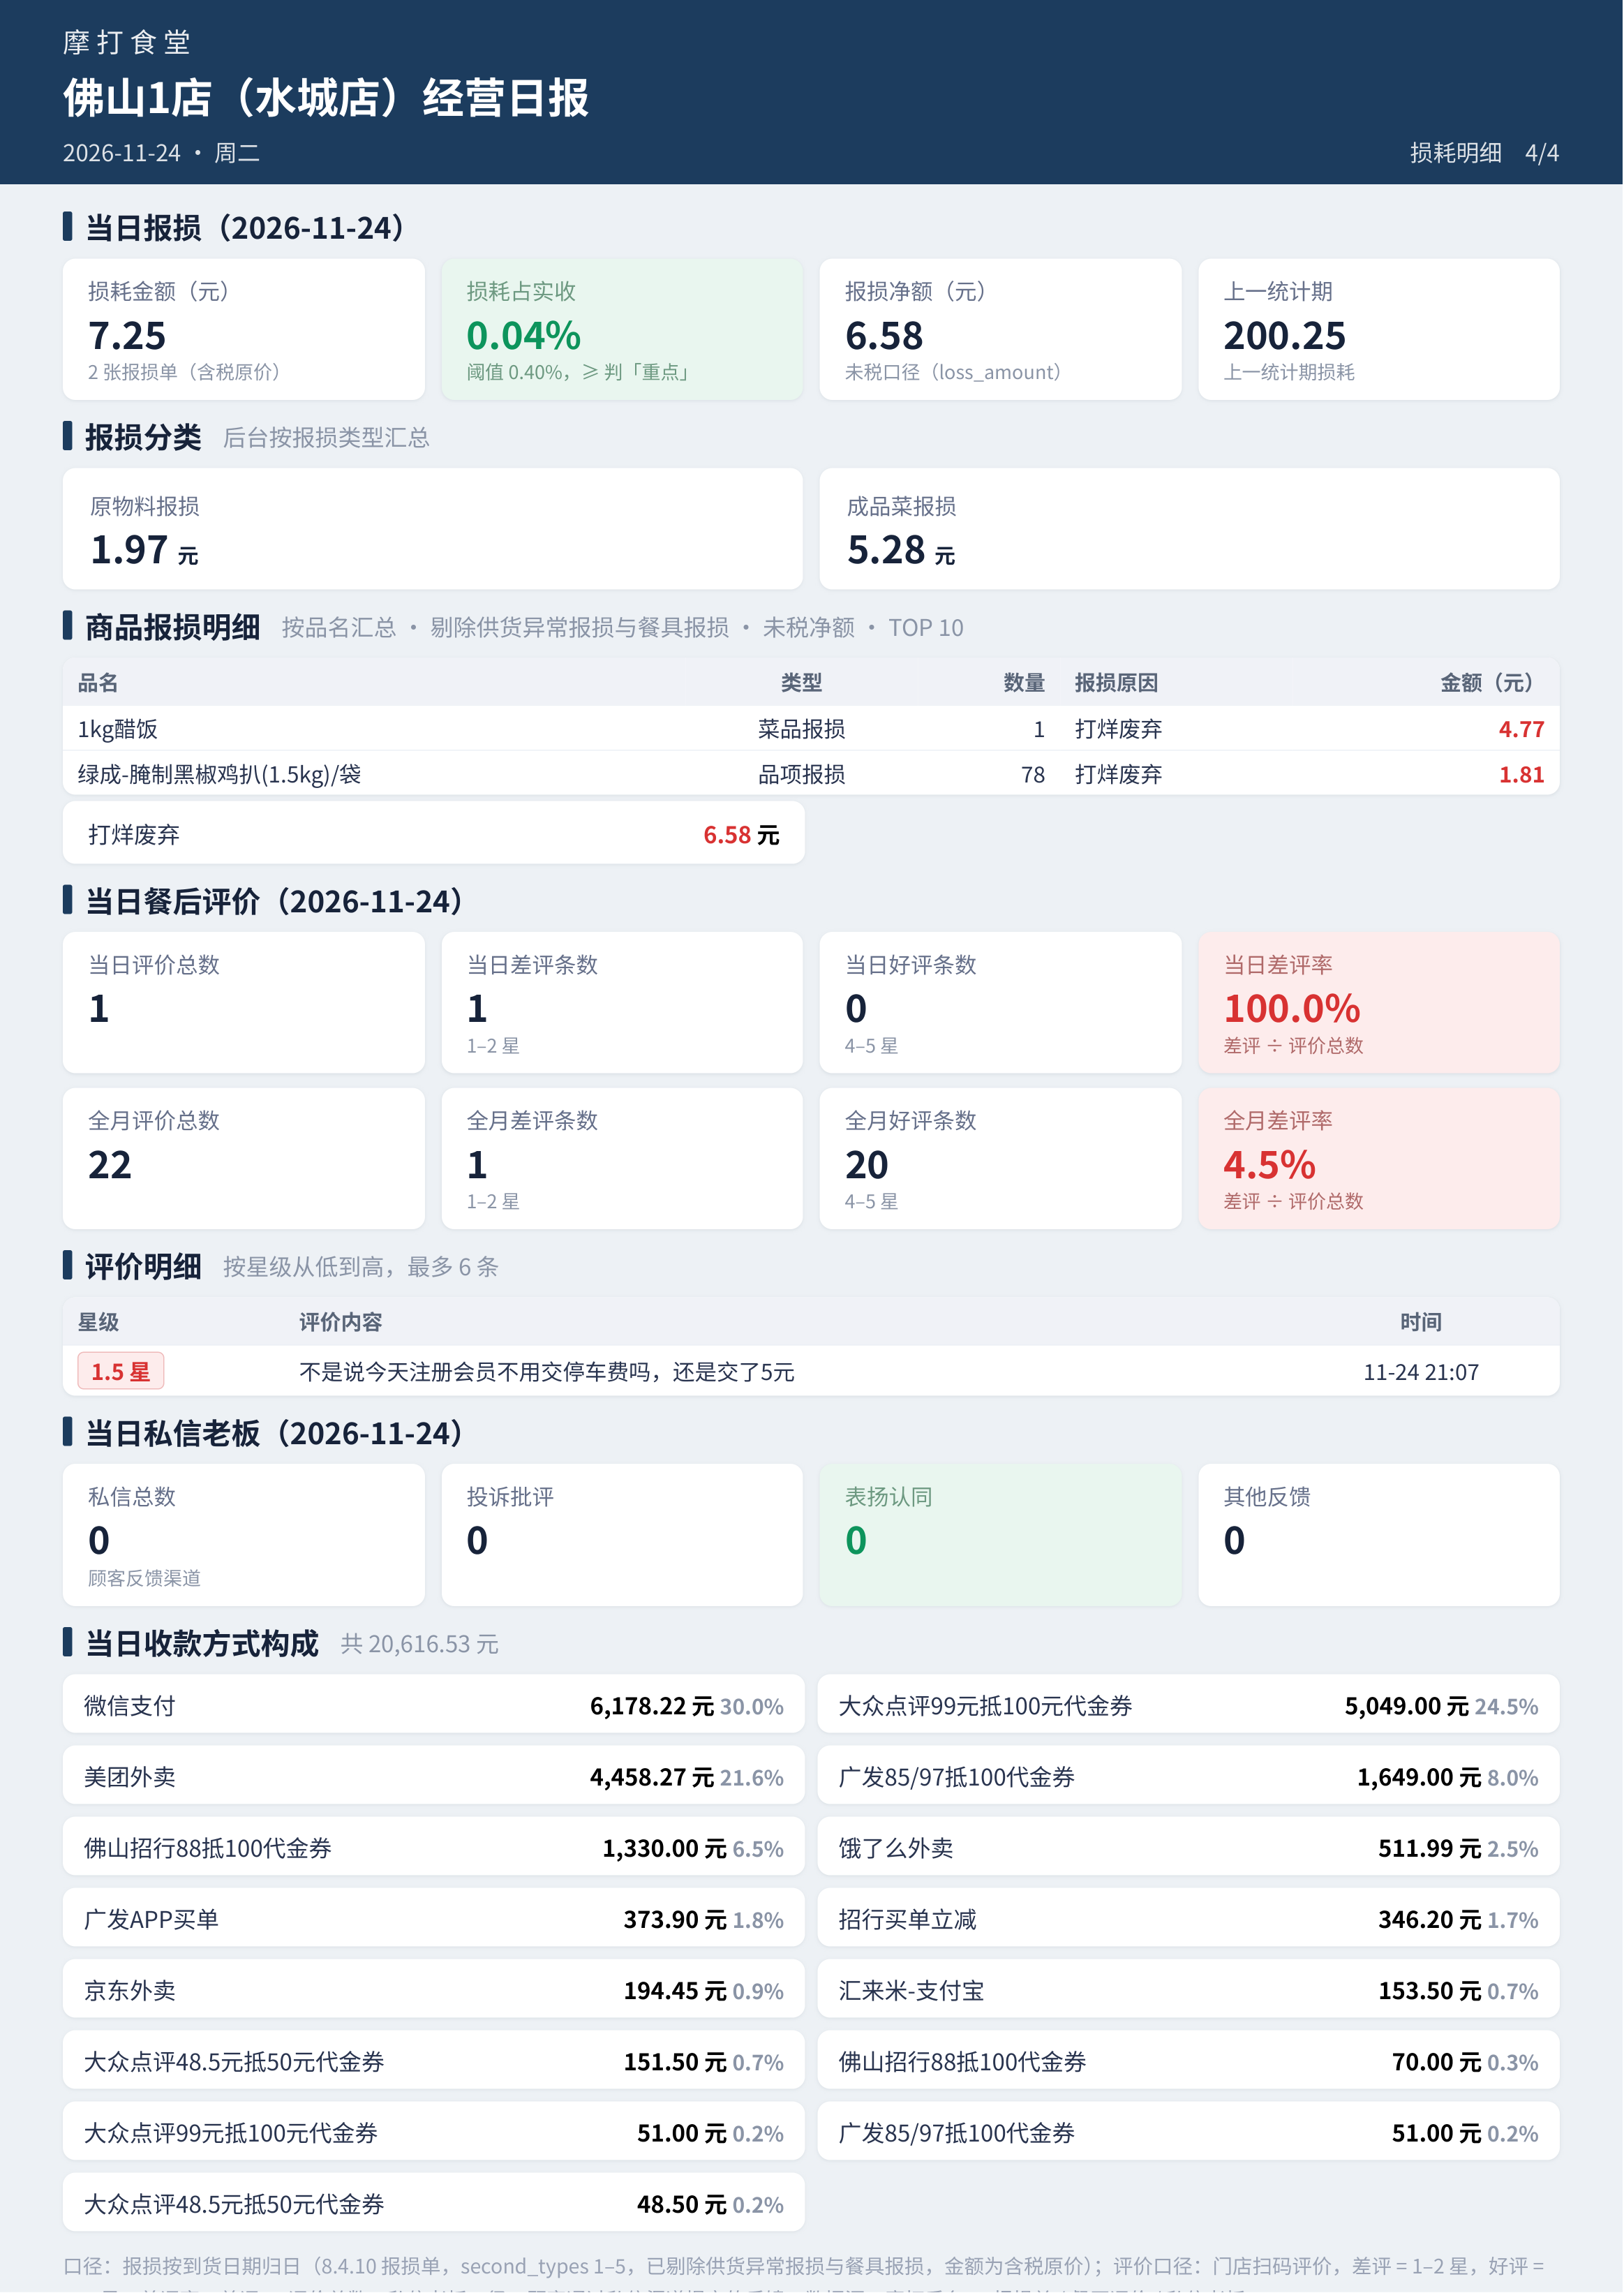 摩打食堂
佛山1店（水城店）经营日报
2026-11-24 · 周二 损耗明细 4/4
当日报损（2026-11-24）
损耗金额（元） 损耗占实收 报损净额（元） 上一统计期
7.25 0.04% 6.58 200.25
2 张报损单（含税原价） 阈值 0.40%，≥ 判「重点」 未税口径（loss_amount） 上一统计期损耗
报损分类 后台按报损类型汇总
原物料报损 成品菜报损
1.97 元 5.28 元
商品报损明细 按品名汇总 · 剔除供货异常报损与餐具报损 · 未税净额 · TOP 10
品名 类型 数量 报损原因 金额（元）
1kg醋饭 菜品报损 1 打烊废弃 4.77
绿成-腌制黑椒鸡扒(1.5kg)/袋 品项报损 78 打烊废弃 1.81
打烊废弃 6.58 元
当日餐后评价（2026-11-24）
当日评价总数 当日差评条数 当日好评条数 当日差评率
1 1 0 100.0%
1–2 星 4–5 星 差评 ÷ 评价总数
全月评价总数 全月差评条数 全月好评条数 全月差评率
22 1 20 4.5%
1–2 星 4–5 星 差评 ÷ 评价总数
评价明细 按星级从低到高，最多 6 条
星级 评价内容 时间
1.5 星 不是说今天注册会员不用交停车费吗，还是交了5元 11-24 21:07
当日私信老板（2026-11-24）
私信总数 投诉批评 表扬认同 其他反馈
0 0 0 0
顾客反馈渠道
当日收款方式构成 共 20,616.53 元
微信支付 6,178.22 元 30.0% 大众点评99元抵100元代金券 5,049.00 元 24.5%
美团外卖 4,458.27 元 21.6% 广发85/97抵100代金券 1,649.00 元 8.0%
佛山招行88抵100代金券 1,330.00 元 6.5% 饿了么外卖 511.99 元 2.5%
广发APP买单 373.90 元 1.8% 招行买单立减 346.20 元 1.7%
京东外卖 194.45 元 0.9% 汇来米-支付宝 153.50 元 0.7%
大众点评48.5元抵50元代金券 151.50 元 0.7% 佛山招行88抵100代金券 70.00 元 0.3%
大众点评99元抵100元代金券 51.00 元 0.2% 广发85/97抵100代金券 51.00 元 0.2%
大众点评48.5元抵50元代金券 48.50 元 0.2%
口径：报损按到货日期归日（8.4.10 报损单，second_types 1–5，已剔除供货异常报损与餐具报损，金额为含税原价）；评价口径：门店扫码评价，差评 = 1–2 星，好评 =